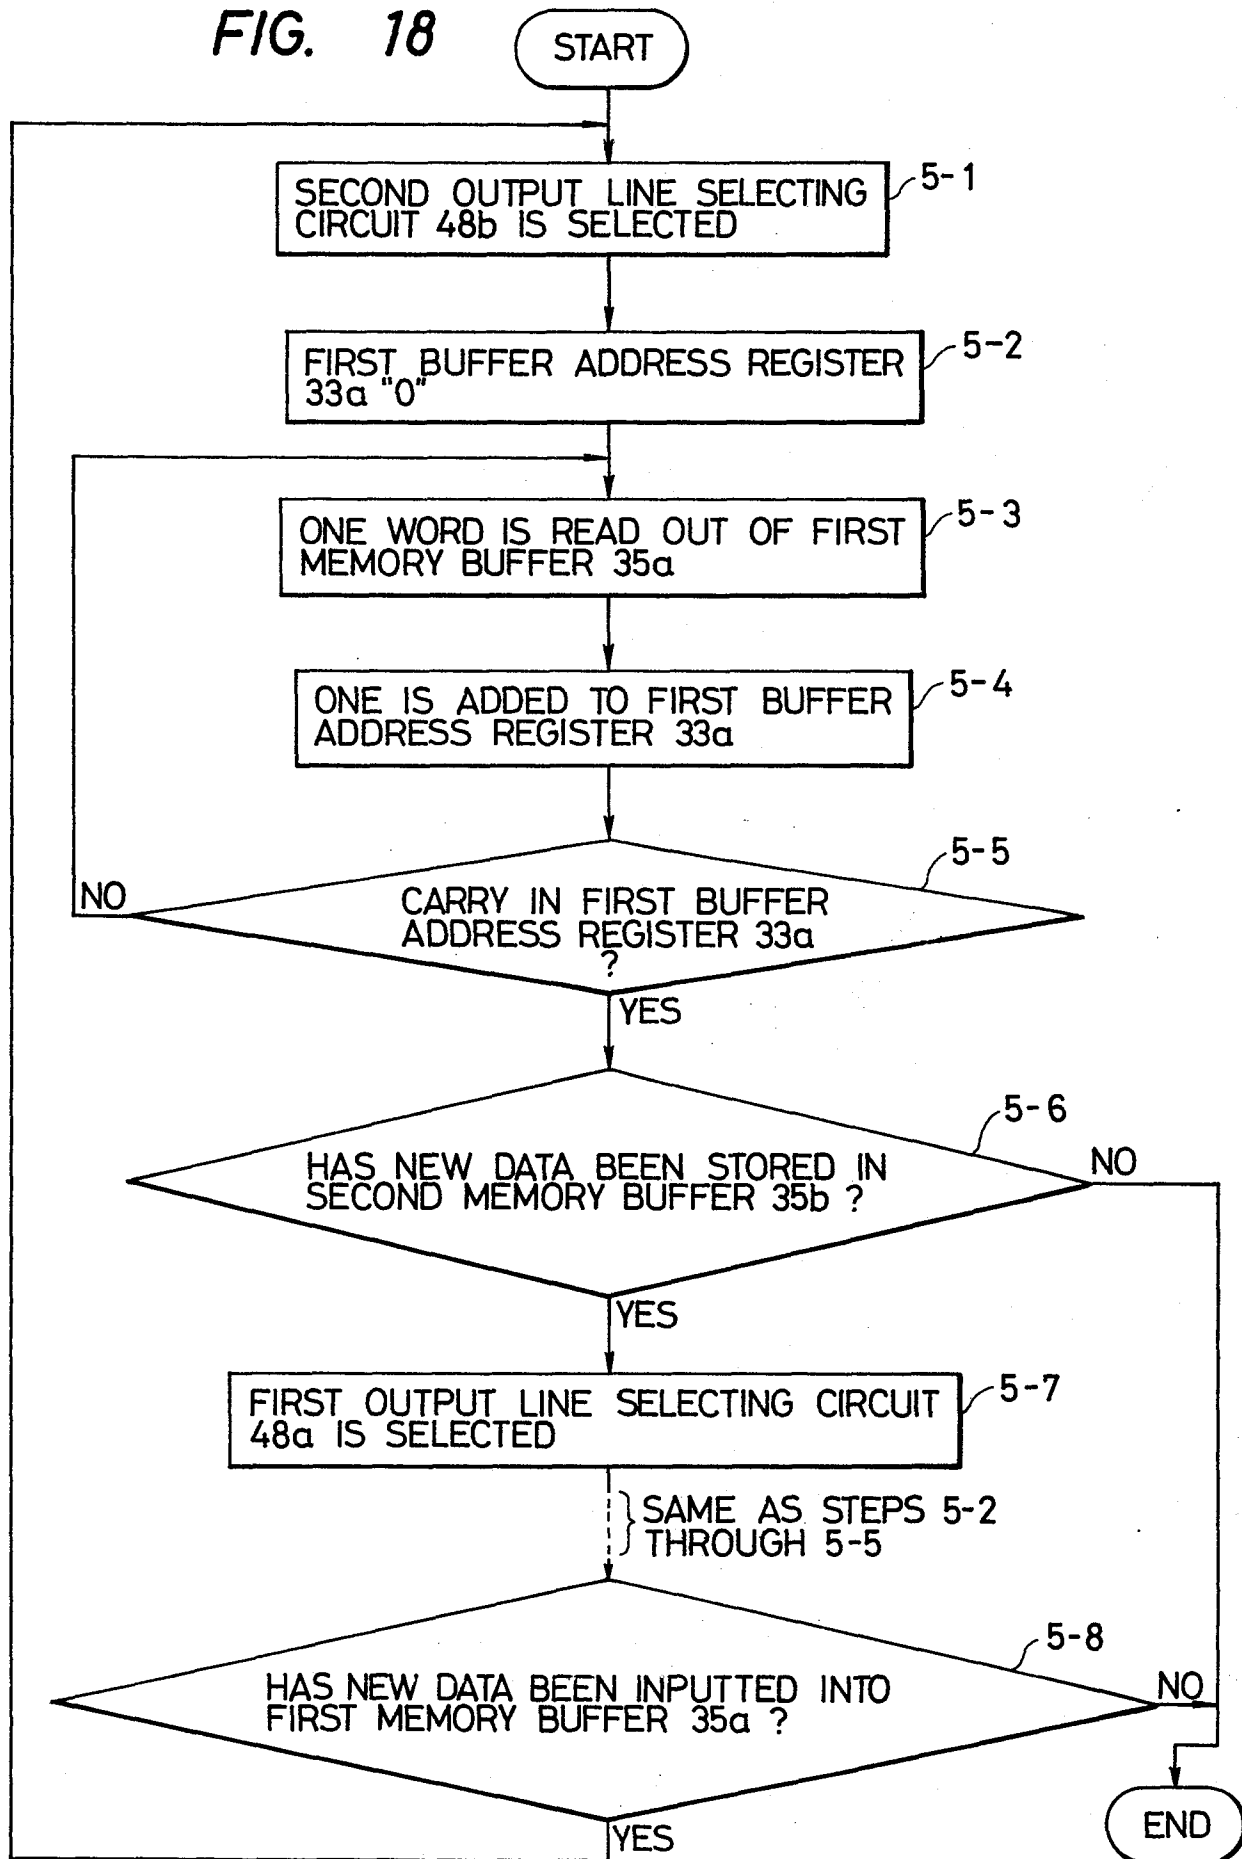 FIG. 18
START
5-1
SECOND OUTPUT LINE SELECTING
CIRCUIT 48b IS SELECTED
5-2
FIRST BUFFER ADDRESS REGISTER
33a "0"
5-3
ONE WORD IS READ OUT OF FIRST
MEMORY BUFFER 35a
5-4
ONE IS ADDED TO FIRST BUFFER
ADDRESS REGISTER 33a
5-5
NO
CARRY IN FIRST BUFFER
ADDRESS REGISTER 33a
?
YES
5-6
NO
HAS NEW DATA BEEN STORED IN
SECOND MEMORY BUFFER 35b ?
YES
5-7
FIRST OUTPUT LINE SELECTING CIRCUIT
48a IS SELECTED
SAME AS STEPS 5-2
THROUGH 5-5
5-8
NO
HAS NEW DATA BEEN INPUTTED INTO
FIRST MEMORY BUFFER 35a ?
YES
END